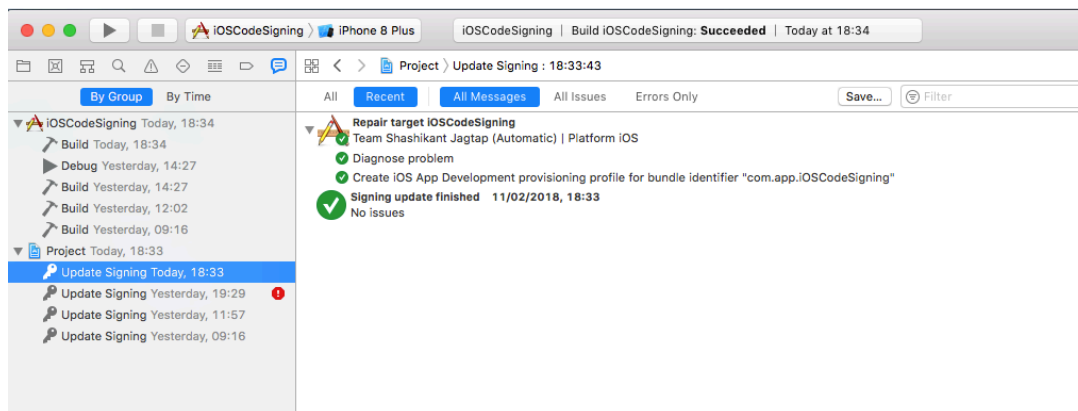 iOSCodeSigning 〉 iPhone 8 Plus
iOSCodeSigning | Build iOSCodeSigning: Succeeded | Today at 18:34
Project 〉 Update Signing : 18:33:43
By Group By Time
All Recent All Messages All Issues Errors Only Save... Filter
iOSCodeSigning Today, 18:34
Build Today, 18:34
Debug Yesterday, 14:27
Build Yesterday, 14:27
Build Yesterday, 12:02
Build Yesterday, 09:16
Project Today, 18:33
Update Signing Today, 18:33
Update Signing Yesterday, 19:29
Update Signing Yesterday, 11:57
Update Signing Yesterday, 09:16
Repair target iOSCodeSigning
Team Shashikant Jagtap (Automatic) | Platform iOS
Diagnose problem
Create iOS App Development provisioning profile for bundle identifier "com.app.iOSCodeSigning"
Signing update finished 11/02/2018, 18:33
No issues